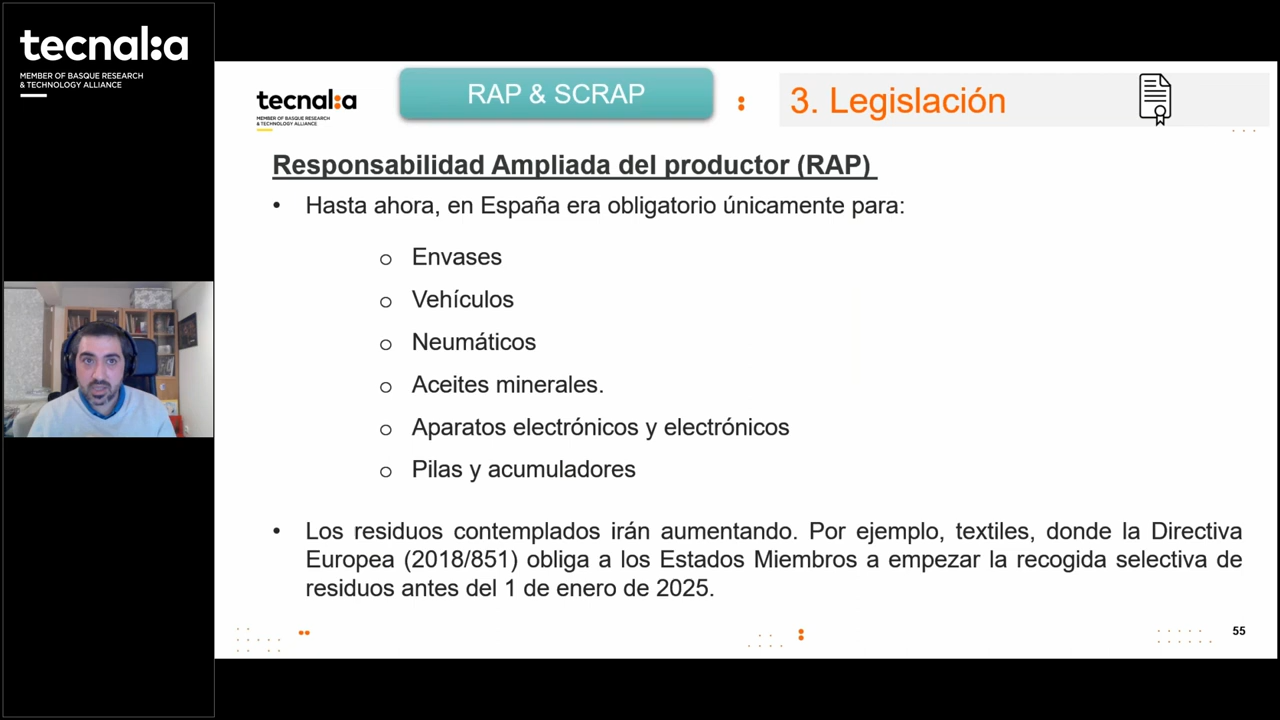 tecnal:a
MEMBER OF BASQUE RESEARCH
& TECHNOLOGY ALLIANCE
tecnal:a
MEMBER OF BASQUE RESEARCH
& TECHNOLOGY ALLIANCE
RAP & SCRAP
3. Legislación
Responsabilidad Ampliada del productor (RAP)
• Hasta ahora, en España era obligatorio únicamente para:
o Envases
o Vehículos
o Neumáticos
o Aceites minerales.
o Aparatos electrónicos y electrónicos
o Pilas y acumuladores
• Los residuos contemplados irán aumentando. Por ejemplo, textiles, donde la Directiva
Europea (2018/851) obliga a los Estados Miembros a empezar la recogida selectiva de
residuos antes del 1 de enero de 2025.
55